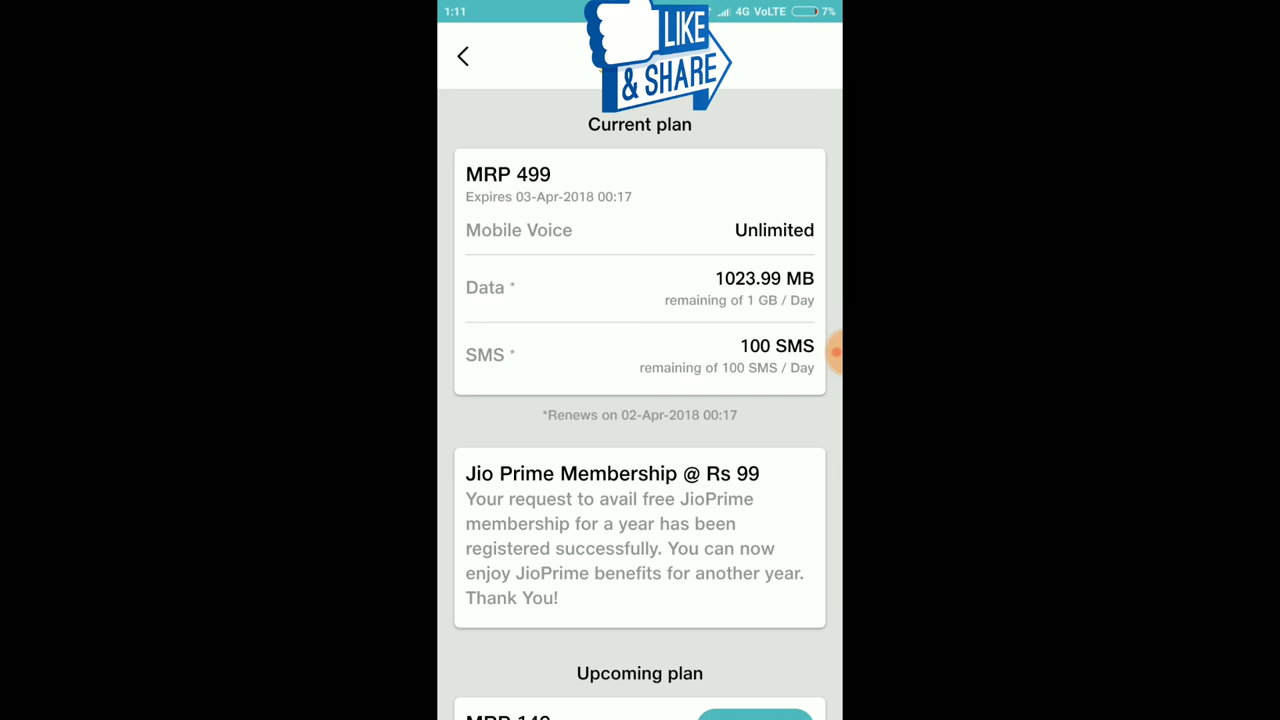 1:11
4G VoLTE 7%
LIKE
& SHARE
Current plan
MRP 499
Expires 03-Apr-2018 00:17
Mobile Voice Unlimited
Data * 1023.99 MB
remaining of 1 GB / Day
SMS * 100 SMS
remaining of 100 SMS / Day
*Renews on 02-Apr-2018 00:17
Jio Prime Membership @ Rs 99
Your request to avail free JioPrime
membership for a year has been
registered successfully. You can now
enjoy JioPrime benefits for another year.
Thank You!
Upcoming plan
MRP 149